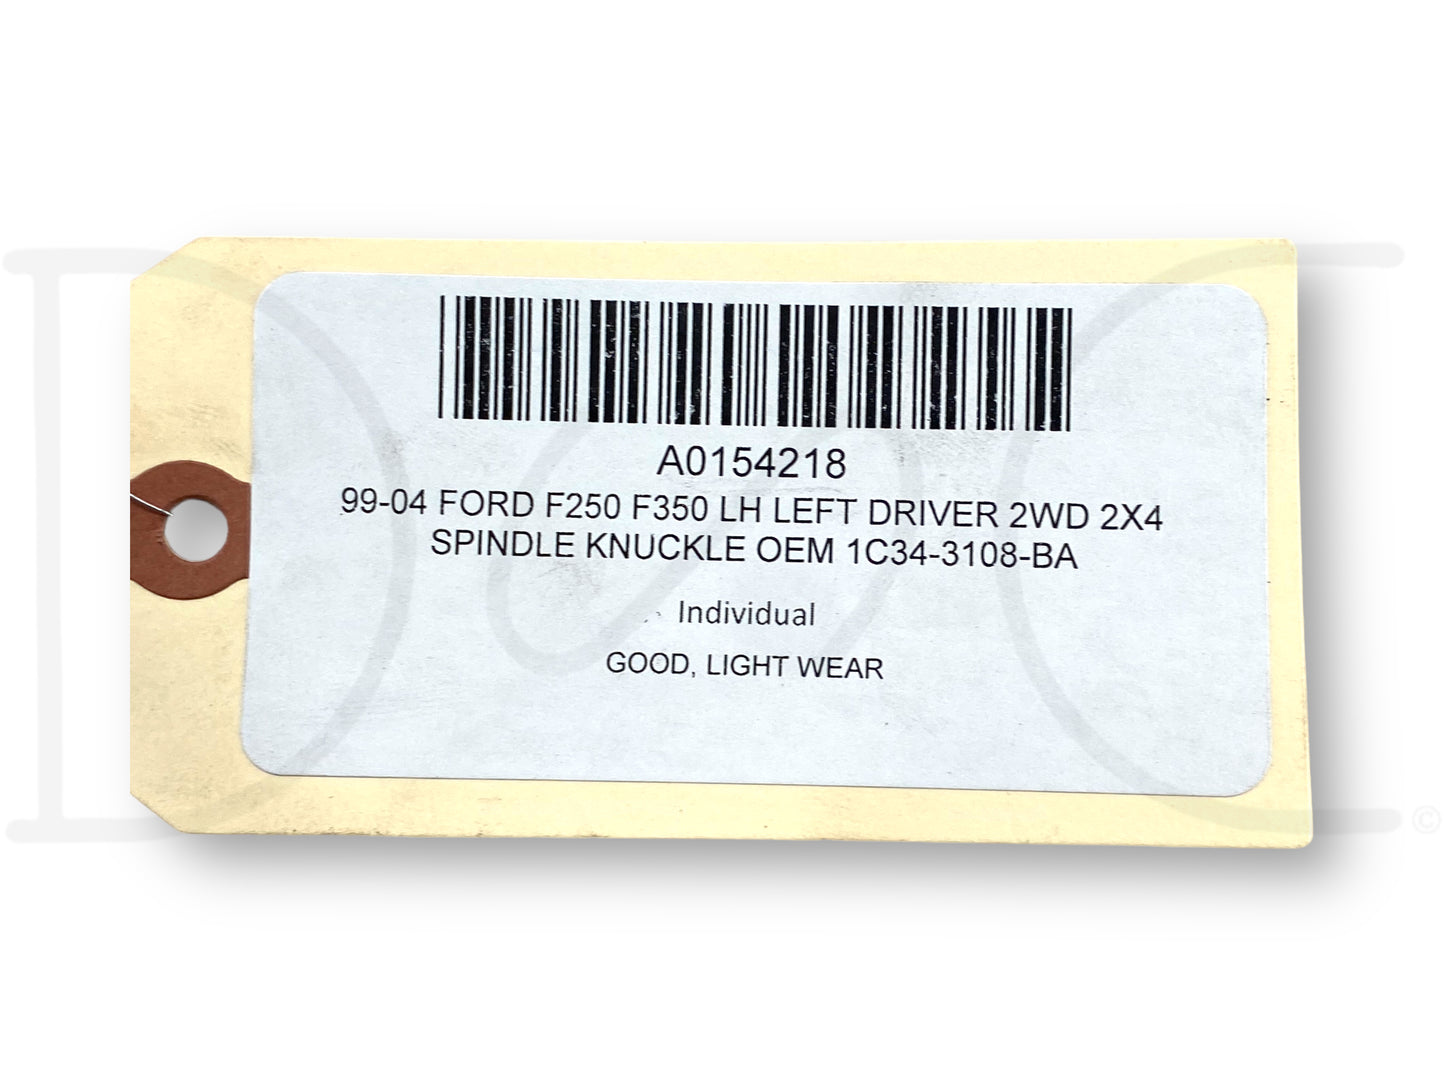 A0154218
99-04 FORD F250 F350 LH LEFT DRIVER 2WD 2X4
SPINDLE KNUCKLE OEM 1C34-3108-BA
Individual
GOOD, LIGHT WEAR
©